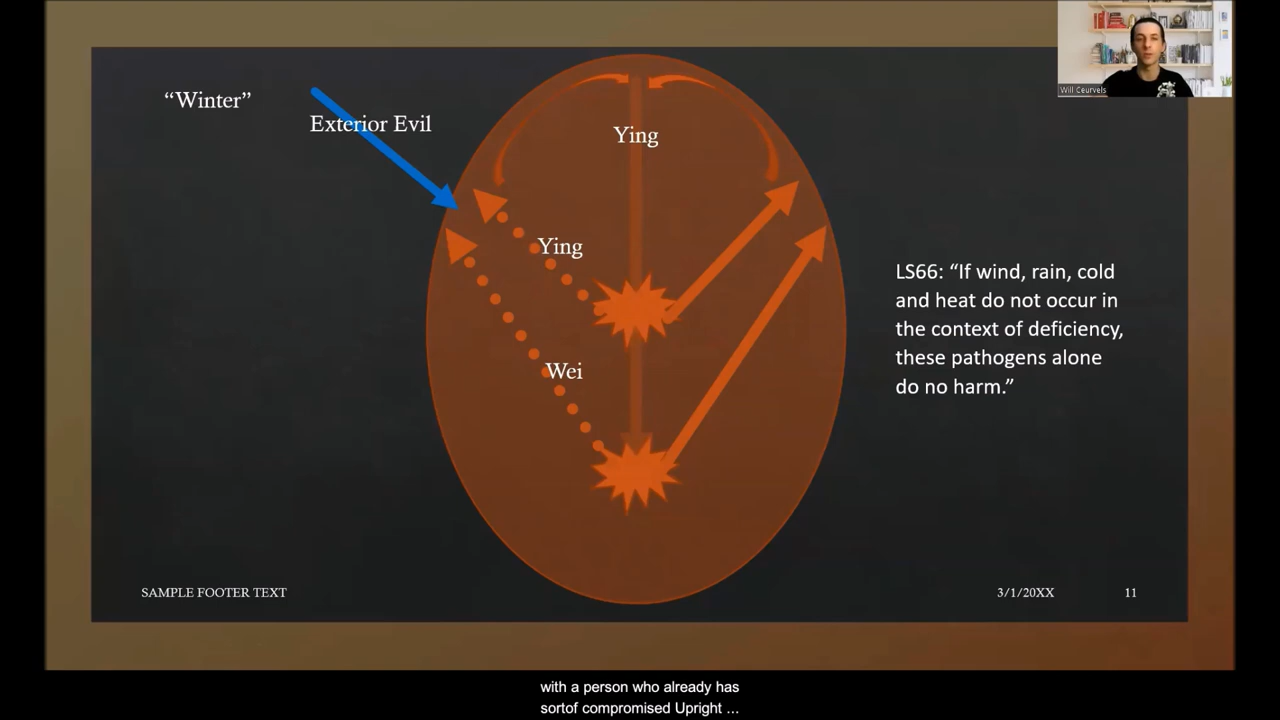 “Winter”
Exterior Evil
Ying
Will Ceurvels
Ying
Wei
LS66: “If wind, rain, cold
and heat do not occur in
the context of deficiency,
these pathogens alone
do no harm.”
SAMPLE FOOTER TEXT
3/1/20XX
11
with a person who already has
sortof compromised Upright ...